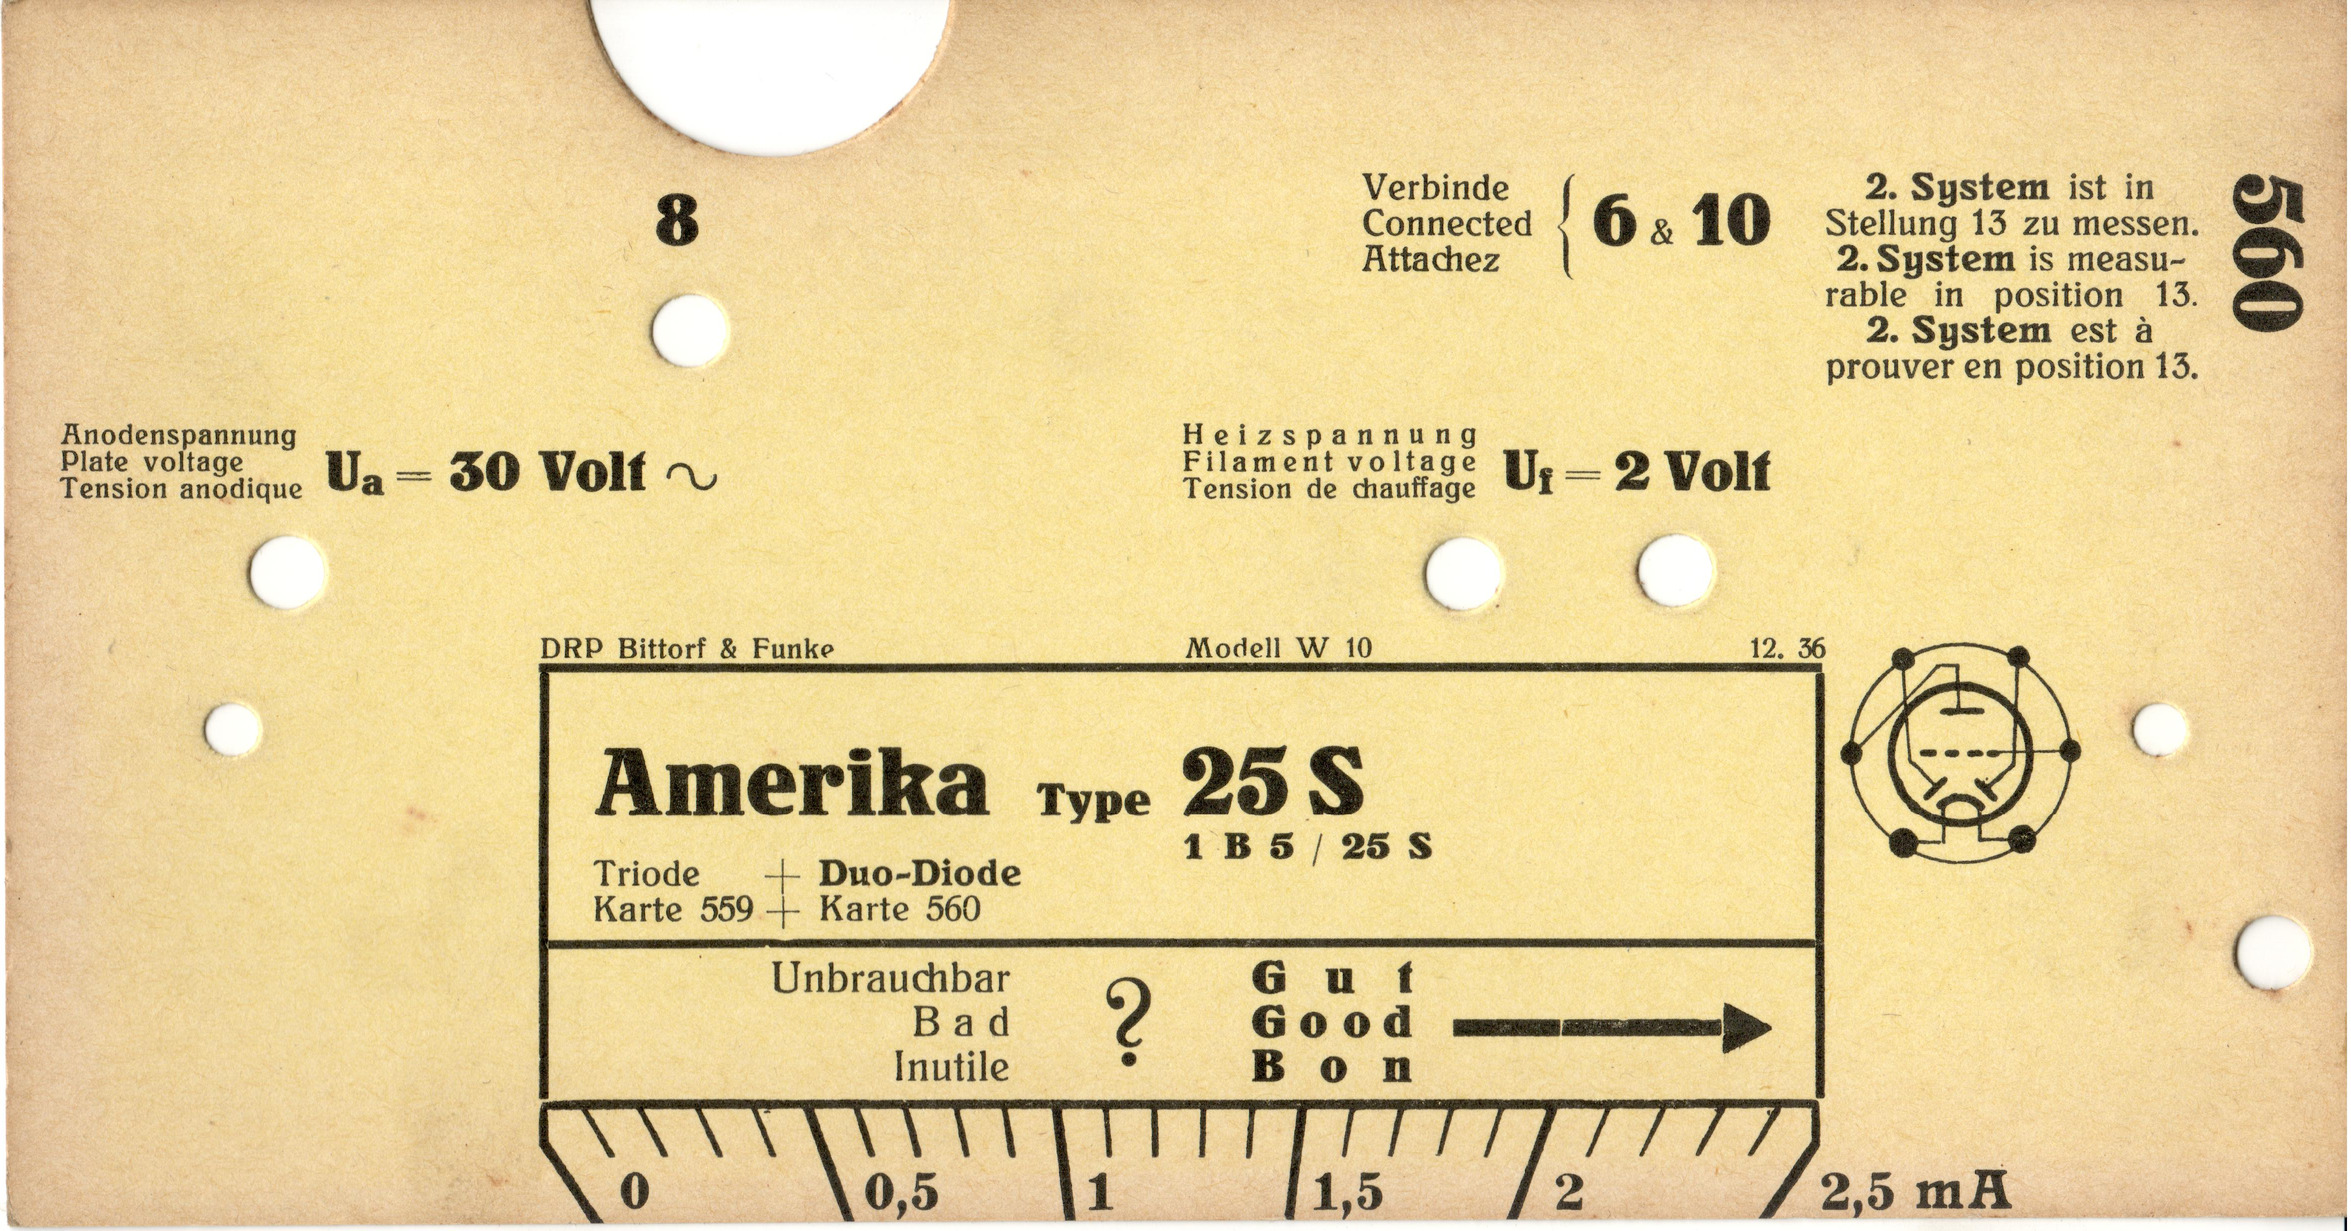 8
Verbinde
Connected
Attachez
6 & 10
2. System ist in
Stellung 13 zu messen.
2. System is measu-
rable in position 13.
2. System est à
prouver en position 13.
560
Anodenspannung
Plate voltage
Tension anodique
Ua = 30 Volt ~
Heizspannung
Filament voltage
Tension de chauffage
Uf = 2 Volt
DRP Bittorf & Funke Modell W 10 12. 36
Amerika Type 25 S
1 B 5 / 25 S
Triode + Duo-Diode
Karte 559 + Karte 560
Unbrauchbar
Bad
Inutile
?
Gut
Good
Bon
0 0,5 1 1,5 2 2,5 mA